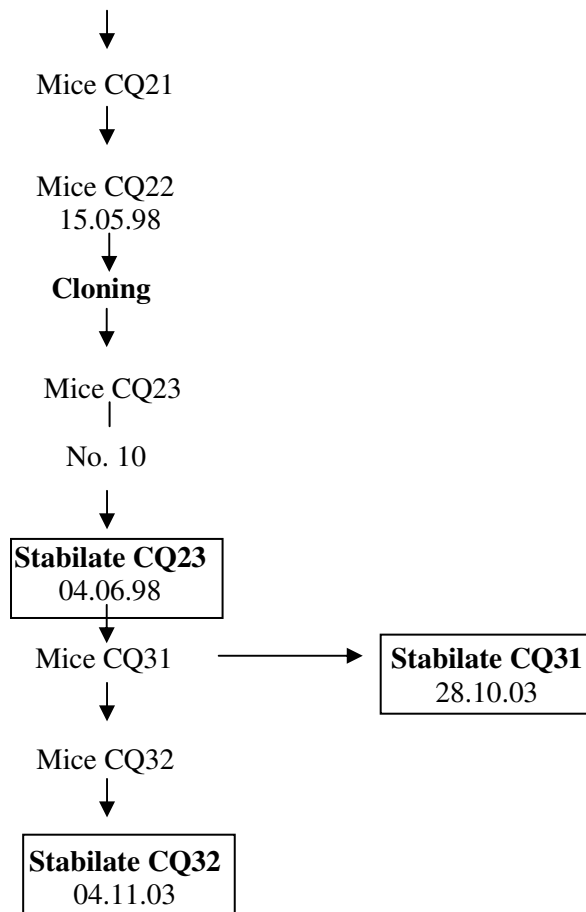 Mice CQ21
Mice CQ22
15.05.98
Cloning
Mice CQ23
No. 10
Stabilate CQ23
04.06.98
Mice CQ31
Stabilate CQ31
28.10.03
Mice CQ32
Stabilate CQ32
04.11.03